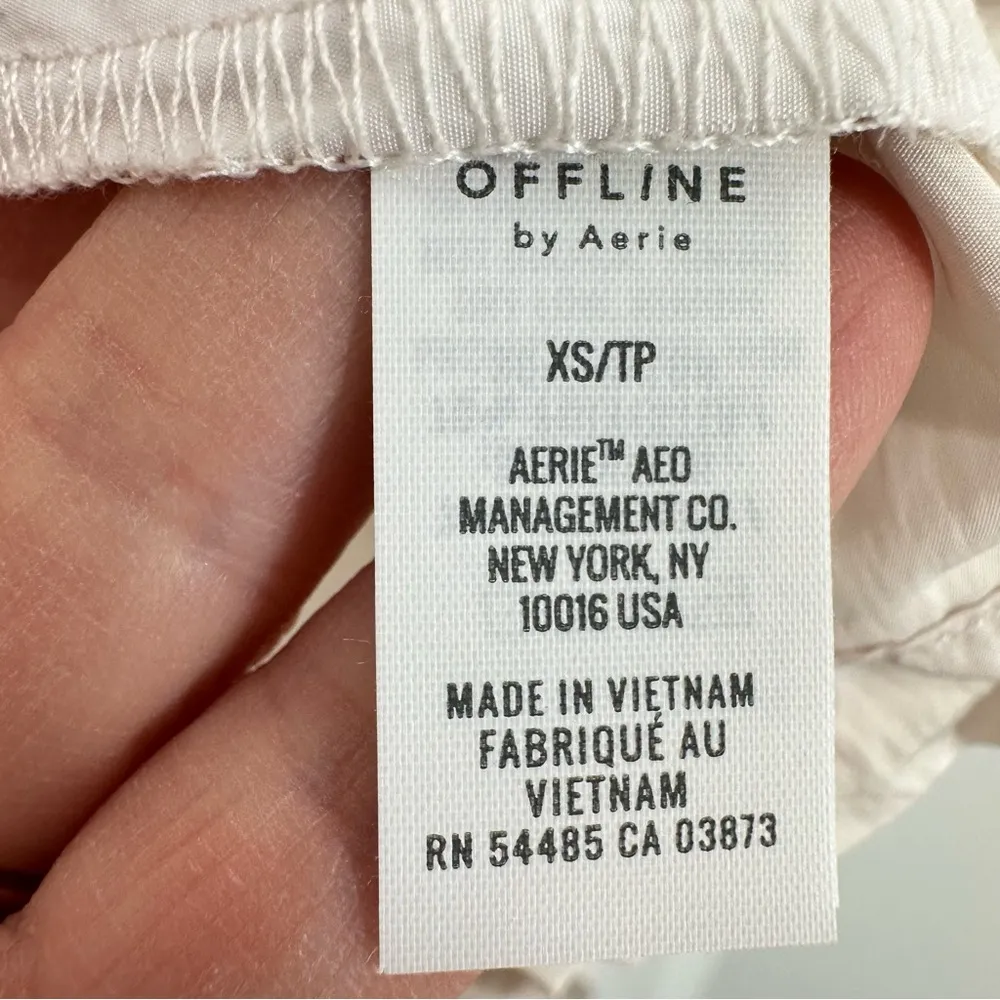 OFFLINE
by Aerie
XS/TP
AERIE™ AEO
MANAGEMENT CO.
NEW YORK, NY
10016 USA
MADE IN VIETNAM
FABRIQUÉ AU
VIETNAM
RN 54485 CA 03873